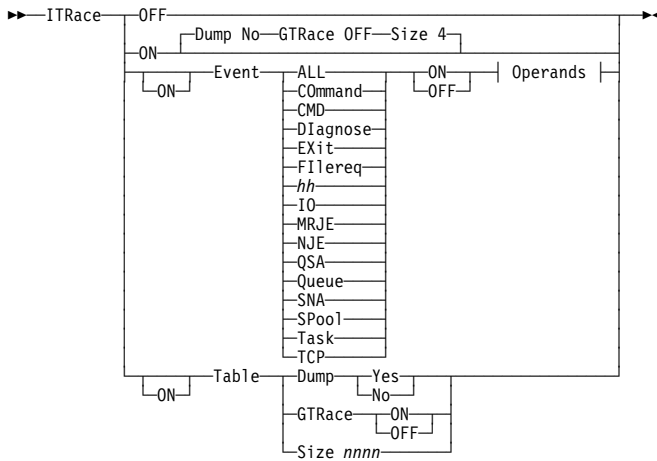 ITrace OFF
Dump No GTRace OFF Size 4
ON
Event ALL ON Operands
ON COmmand OFF
CMD
DIagnose
EXit
FIlereq
hh
IO
MRJE
NJE
QSA
Queue
SNA
SPool
Task
TCP
Table Dump Yes
ON No
GTRace ON
OFF
Size nnnn